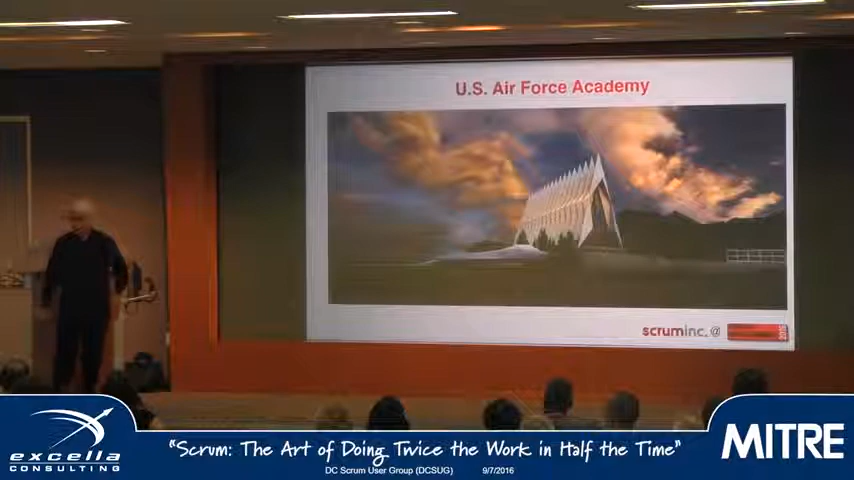 U.S. Air Force Academy
scruminc. @
excella
CONSULTING
"Scrum: The Art of Doing Twice the Work in Half the Time"
DC Scrum User Group (DCSUG) 9/7/2016
MITRE